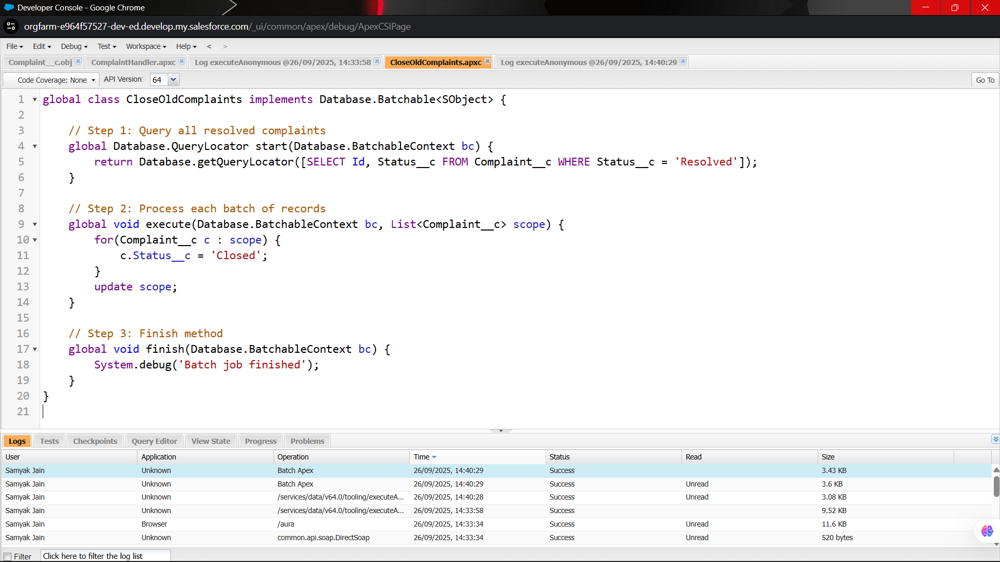 Developer Console - Google Chrome
orgfarm-e964f57527-dev-ed.develop.my.salesforce.com/_ui/common/apex/debug/ApexCSIPage
File Edit Debug Test Workspace Help < >
Complaint__c.obj ComplaintHandler.apxc Log executeAnonymous @26/09/2025, 14:33:58 CloseOldComplaints.apxc Log executeAnonymous @26/09/2025, 14:40:29
Code Coverage: None API Version: 64 Go To
1 global class CloseOldComplaints implements Database.Batchable<SObject> {
2
3 // Step 1: Query all resolved complaints
4 global Database.QueryLocator start(Database.BatchableContext bc) {
5 return Database.getQueryLocator([SELECT Id, Status__c FROM Complaint__c WHERE Status__c = 'Resolved']);
6 }
7
8 // Step 2: Process each batch of records
9 global void execute(Database.BatchableContext bc, List<Complaint__c> scope) {
10 for(Complaint__c c : scope) {
11 c.Status__c = 'Closed';
12 }
13 update scope;
14 }
15
16 // Step 3: Finish method
17 global void finish(Database.BatchableContext bc) {
18 System.debug('Batch job finished');
19 }
20 }
21
Logs Tests Checkpoints Query Editor View State Progress Problems
User Application Operation Time Status Read Size
Samyak Jain Unknown Batch Apex 26/09/2025, 14:40:29 Success 3.43 KB
Samyak Jain Unknown Batch Apex 26/09/2025, 14:40:29 Success Unread 3.6 KB
Samyak Jain Unknown /services/data/v64.0/tooling/executeA... 26/09/2025, 14:40:28 Success Unread 3.08 KB
Samyak Jain Unknown /services/data/v64.0/tooling/executeA... 26/09/2025, 14:33:58 Success 9.52 KB
Samyak Jain Browser /aura 26/09/2025, 14:33:34 Success Unread 11.6 KB
Samyak Jain Unknown common.api.soap.DirectSoap 26/09/2025, 14:33:34 Success Unread 520 bytes
Filter Click here to filter the log list